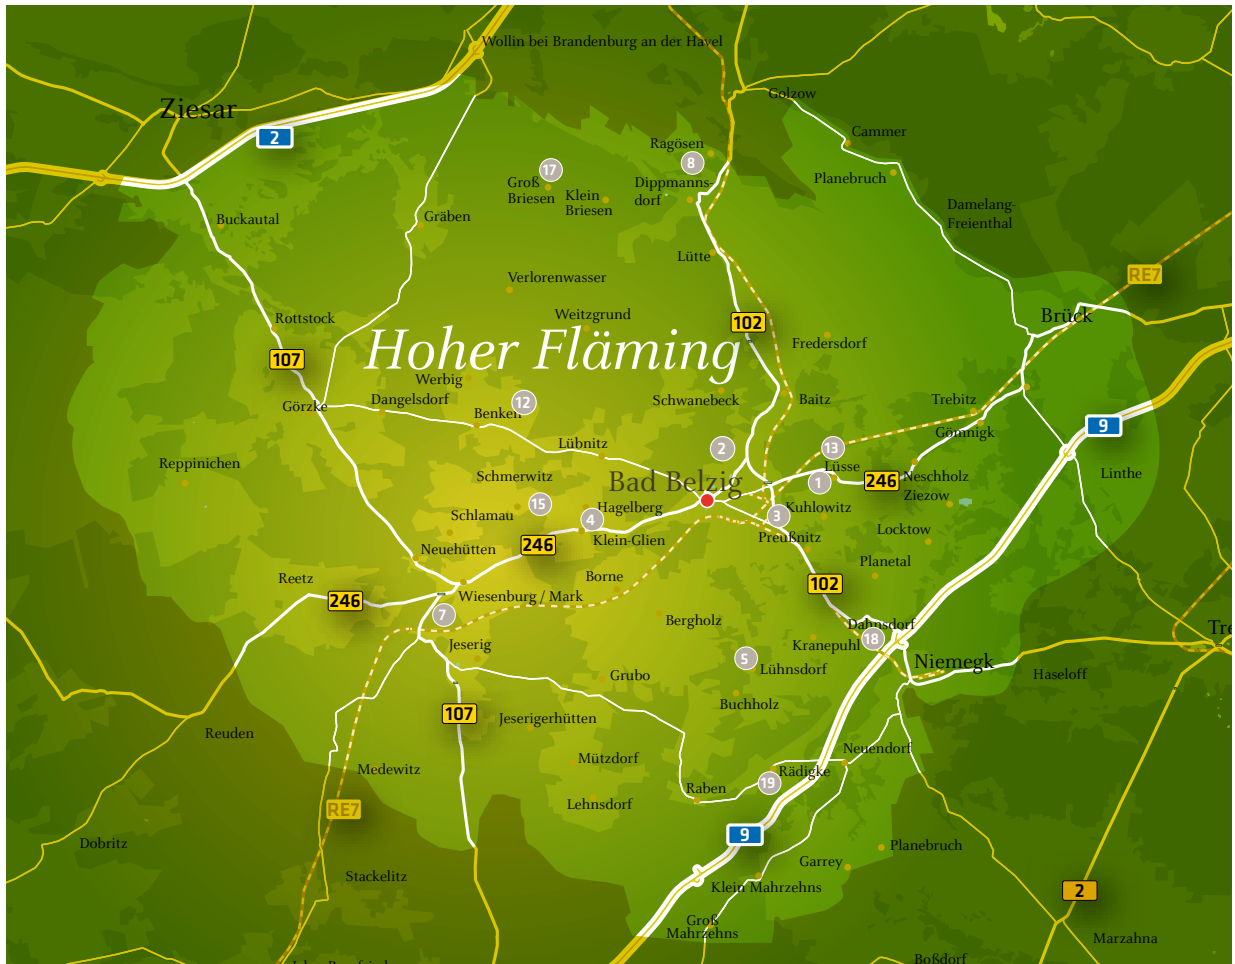 Wollin bei Brandenburg an der Havel
Ziesar
2
Golzow
Cammer
Ragösen
8
17
Planebruch
Groß
Briesen
Klein
Briesen
Dippmanns-
dorf
Damelang-
Freienthal
Buckautal
Gräben
Lütte
RE7
Verlorenwasser
Weitzgrund
Rottstock
Brück
102
Hoher Fläming
Fredersdorf
107
Werbig
Görzke
Dangelsdorf
12
Benken
Schwanebeck
Baitz
Trebitz
9
Gömnigk
Lübnitz
2
13
Reppinichen
Lüsse
Schmerwitz
Bad Belzig
1
246
Neschholz
Linthe
Ziezow
15
Schlamau
Hagelberg
Kuhlowitz
4
3
Klein-Glien
Preußnitz
Locktow
Neuehütten
246
Planetal
Reetz
Borne
102
246
Wiesenburg / Mark
7
Bergholz
Dahnsdorf
18
Tre
Jeserig
Kranepuhl
5
Lühnsdorf
Niemegk
Grubo
Haseloff
107
Jeserigerhütten
Buchholz
Reuden
Neuendorf
Medewitz
Mützdorf
Rädigke
19
Raben
Lehnsdorf
RE7
9
Dobritz
Planebruch
Garrey
Stackelitz
Klein Mahrzehns
2
Groß
Mahrzehns
Marzahna
Boßdorf